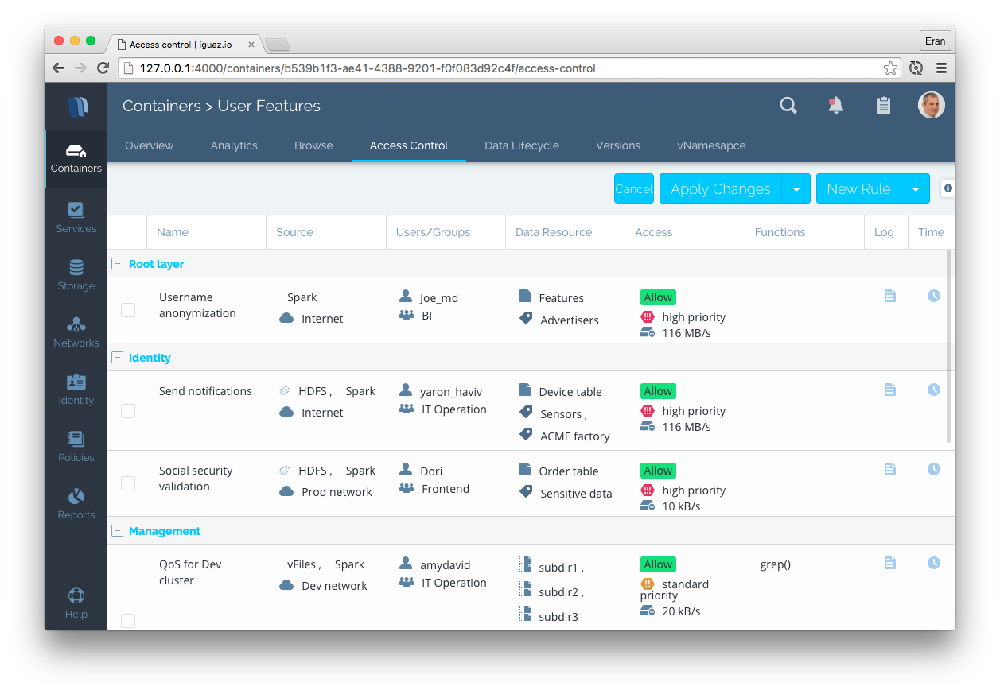 Access control | iguaz.io
Eran
127.0.0.1:4000/containers/b539b1f3-ae41-4388-9201-f0f083d92c4f/access-control
Containers > User Features
Overview Analytics Browse Access Control Data Lifecycle Versions vNamesapce
Containers
Services
Storage
Networks
Identity
Policies
Reports
Help
Cancel Apply Changes New Rule
Name Source Users/Groups Data Resource Access Functions Log Time
Root layer
Username Spark Joe_md Features Allow
anonymization Internet BI Advertisers high priority
116 MB/s
Identity
Send notifications HDFS , Spark yaron_haviv Device table Allow
Internet IT Operation Sensors , high priority
ACME factory 116 MB/s
Social security HDFS , Spark Dori Order table Allow
validation Prod network Frontend Sensitive data high priority
10 kB/s
Management
QoS for Dev vFiles , Spark amydavid subdir1 , Allow grep()
cluster Dev network IT Operation subdir2 , standard
priority
subdir3 20 kB/s